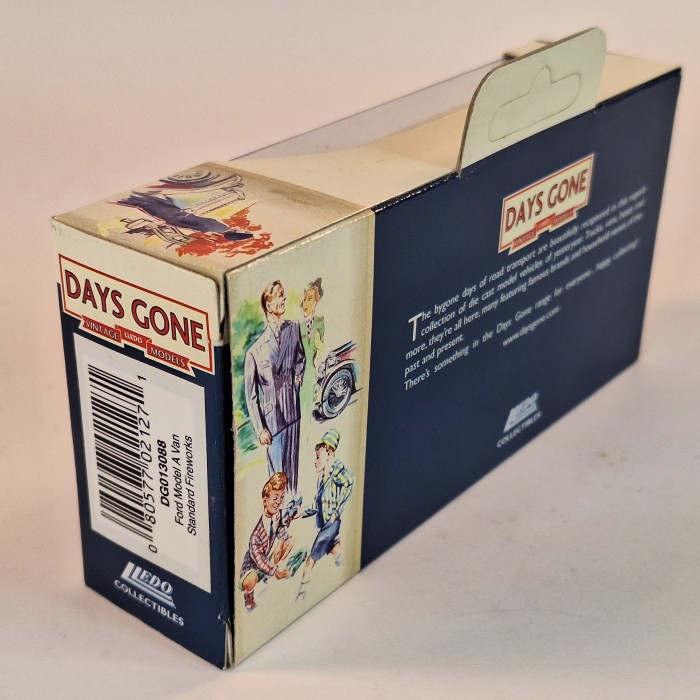 DAYS GONE
VINTAGE LLEDO MODELS
0 80577 02127 1
DG013088
Ford Model A Van
Standard Fireworks
LLEDO
COLLECTIBLES
DAYS GONE
VINTAGE LLEDO MODELS
The bygone days of road transport are beautifully recaptured in this superb
collection of die cast model vehicles of yesteryear. Trucks, vans, buses and
more, they're all here, many featuring famous brands and household names of the
past and present.
There's something in the Days Gone range for everyone...happy collecting!
www.daysgone.com
LLEDO
COLLECTIBLES